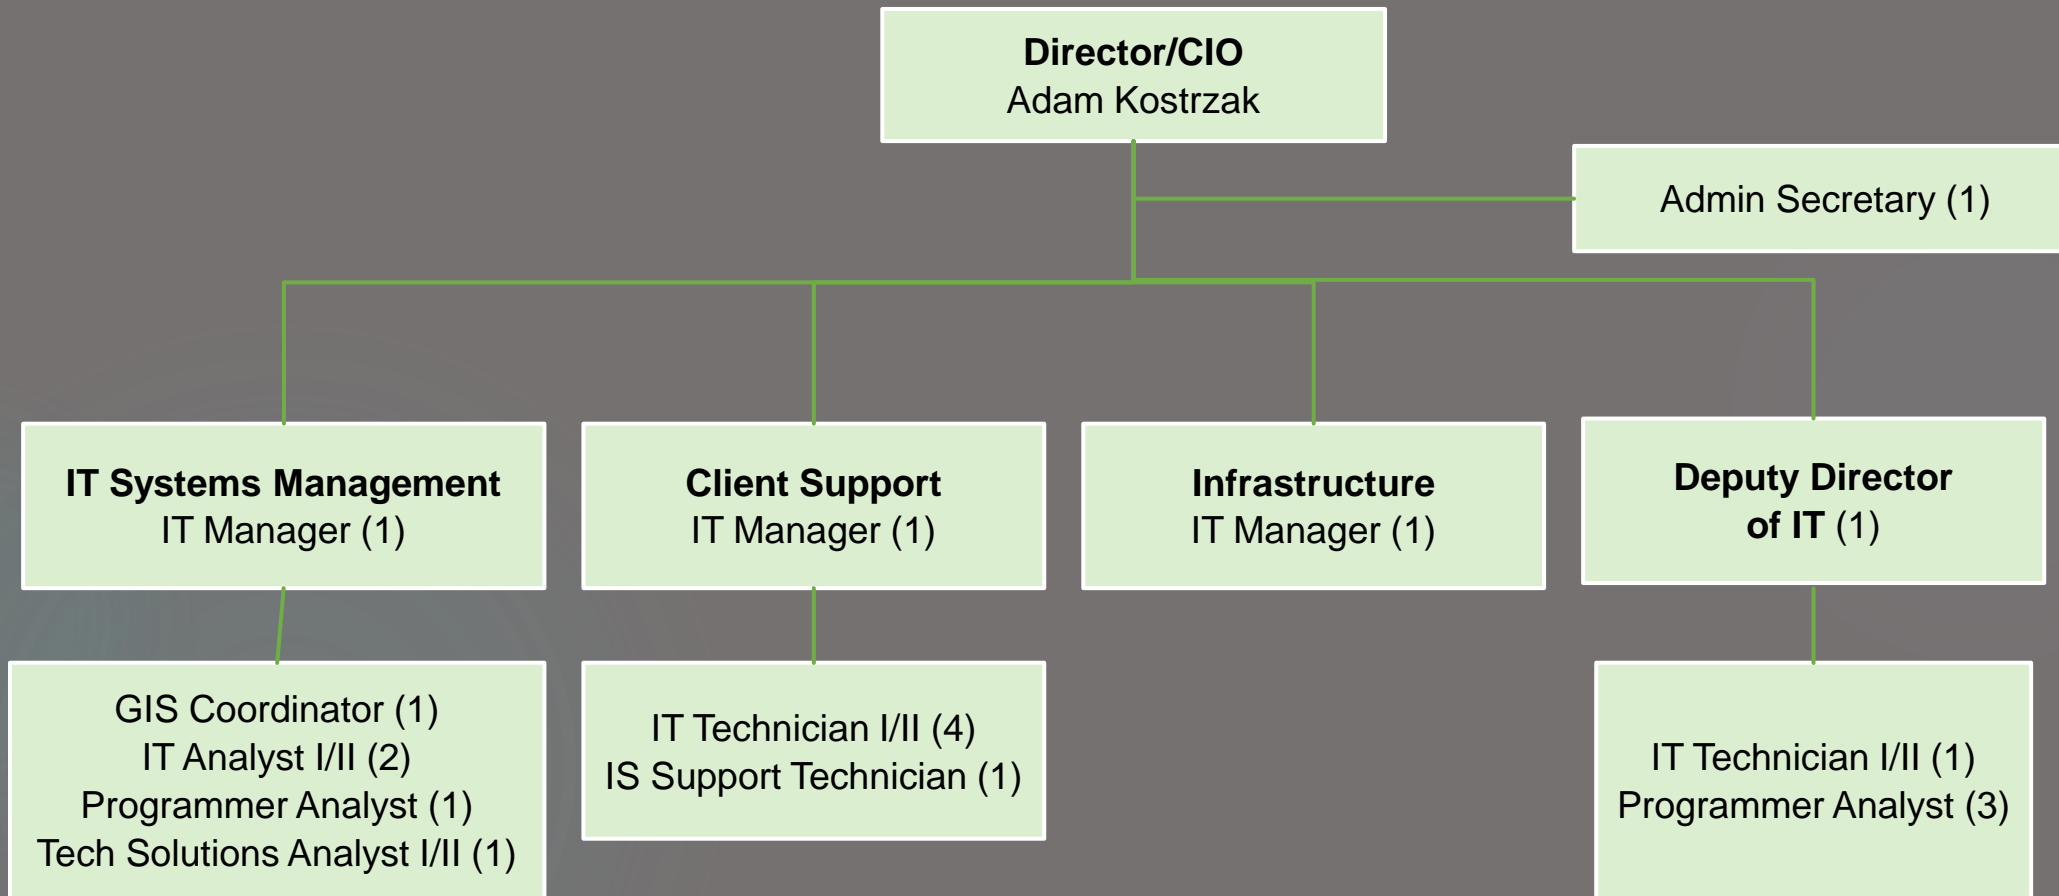 Director/CIO
Adam Kostrzak
Admin Secretary (1)
IT Systems Management
IT Manager (1)
Client Support
IT Manager (1)
Infrastructure
IT Manager (1)
Deputy Director
of IT (1)
GIS Coordinator (1)
IT Analyst I/II (2)
Programmer Analyst (1)
Tech Solutions Analyst I/II (1)
IT Technician I/II (4)
IS Support Technician (1)
IT Technician I/II (1)
Programmer Analyst (3)